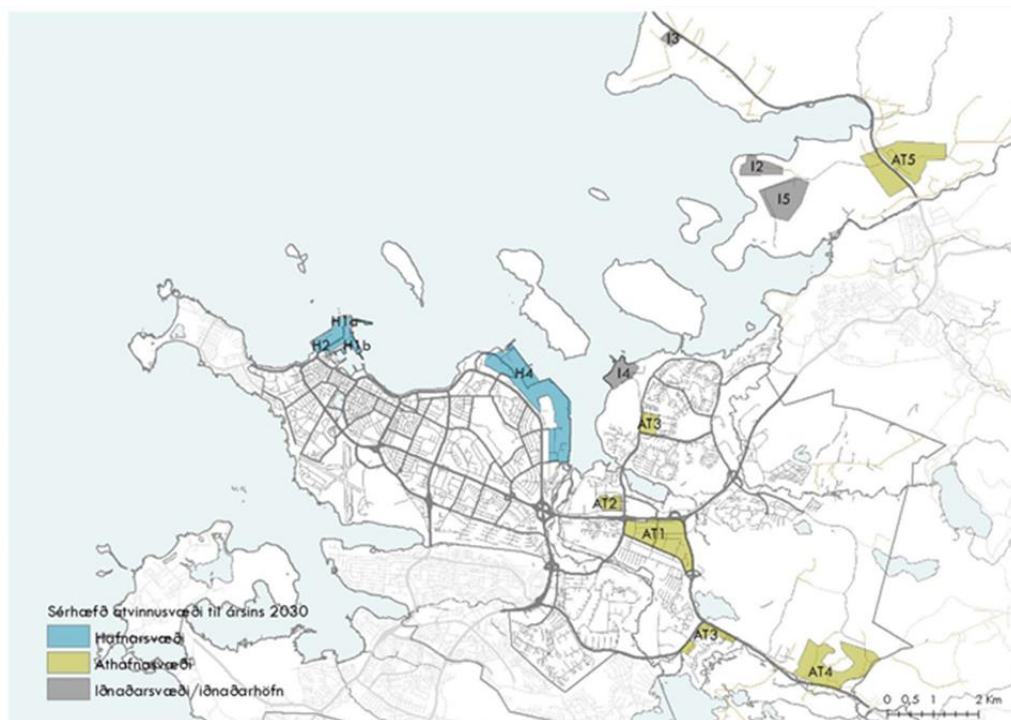 I3
AT5
I2
I5
H1a
H2
H1b
H4
I4
AT3
AT2
AT1
AT3
AT4
Sérhæfð atvinnusvæði til ársins 2030
Hafnarsvæði
Athafnasvæði
Iðnaðarsvæði/iðnaðarhöfn
0 0,5 1 2 Km